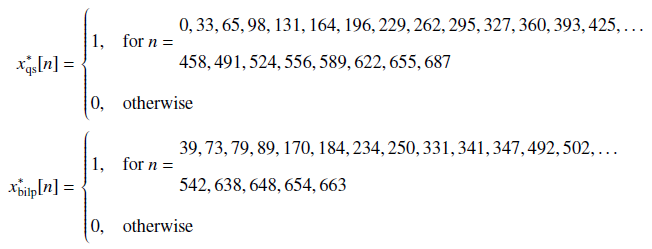 x*qs[n] = { 1, for n = 0, 33, 65, 98, 131, 164, 196, 229, 262, 295, 327, 360, 393, 425, . . .
458, 491, 524, 556, 589, 622, 655, 687
0, otherwise
x*bilp[n] = { 1, for n = 39, 73, 79, 89, 170, 184, 234, 250, 331, 341, 347, 492, 502, . . .
542, 638, 648, 654, 663
0, otherwise